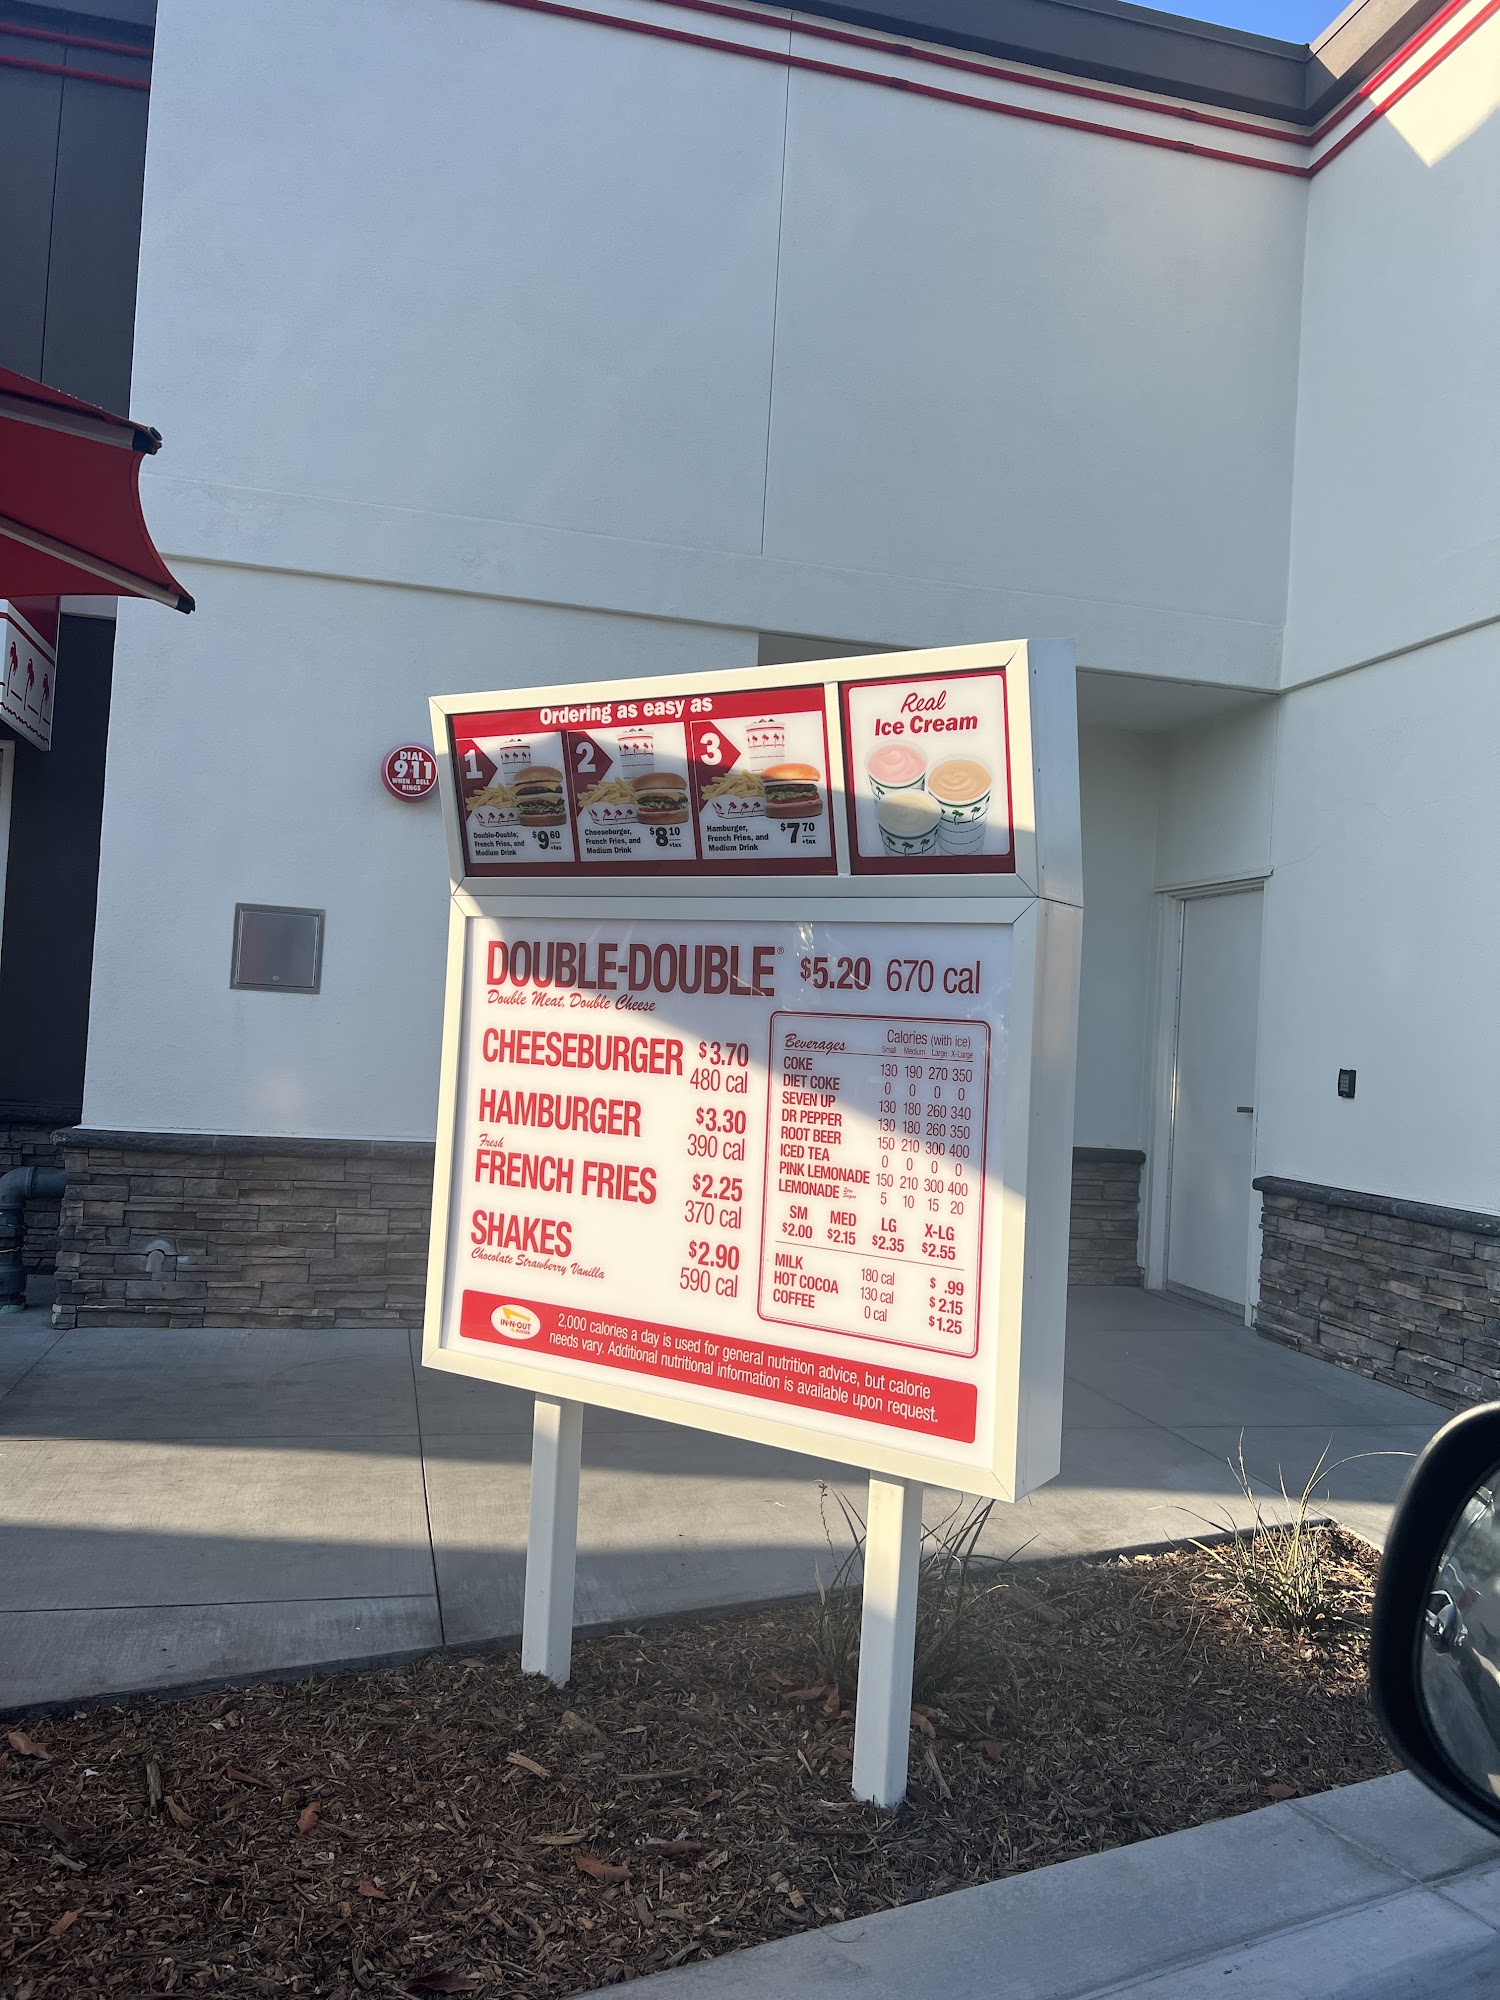 DIAL
911
WHEN BELL
RINGS
Ordering as easy as
1
Double-Double,
French Fries, and
Medium Drink
$9 60
+tax
2
Cheeseburger,
French Fries, and
Medium Drink
$8 10
+tax
3
Hamburger,
French Fries, and
Medium Drink
$7 70
+tax
Real
Ice Cream
DOUBLE-DOUBLE® $5.20 670 cal
Double Meat, Double Cheese
CHEESEBURGER $3.70
480 cal
HAMBURGER $3.30
390 cal
Fresh
FRENCH FRIES $2.25
370 cal
SHAKES $2.90
Chocolate Strawberry Vanilla
590 cal
Beverages Calories (with ice)
Small Medium Large X-Large
COKE 130 190 270 350
DIET COKE 0 0 0 0
SEVEN UP 130 180 260 340
DR PEPPER 130 180 260 350
ROOT BEER 150 210 300 400
ICED TEA 0 0 0 0
PINK LEMONADE 150 210 300 400
LEMONADE Zero Sugar 5 10 15 20
SM MED LG X-LG
$2.00 $2.15 $2.35 $2.55
MILK 180 cal $ .99
HOT COCOA 130 cal $2.15
COFFEE 0 cal $1.25
IN-N-OUT
BURGER
2,000 calories a day is used for general nutrition advice, but calorie
needs vary. Additional nutritional information is available upon request.